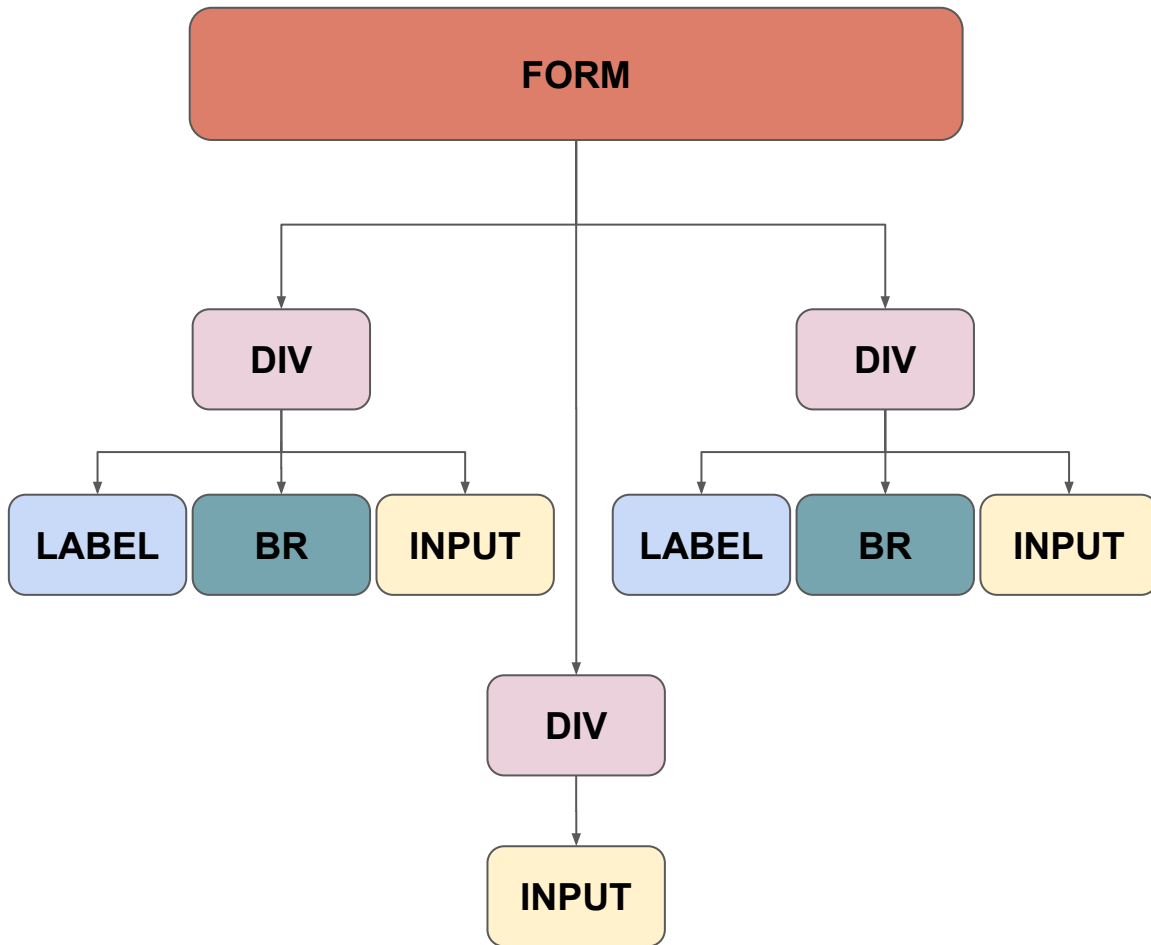 FORM
DIV
DIV
LABEL
BR
INPUT
LABEL
BR
INPUT
DIV
INPUT